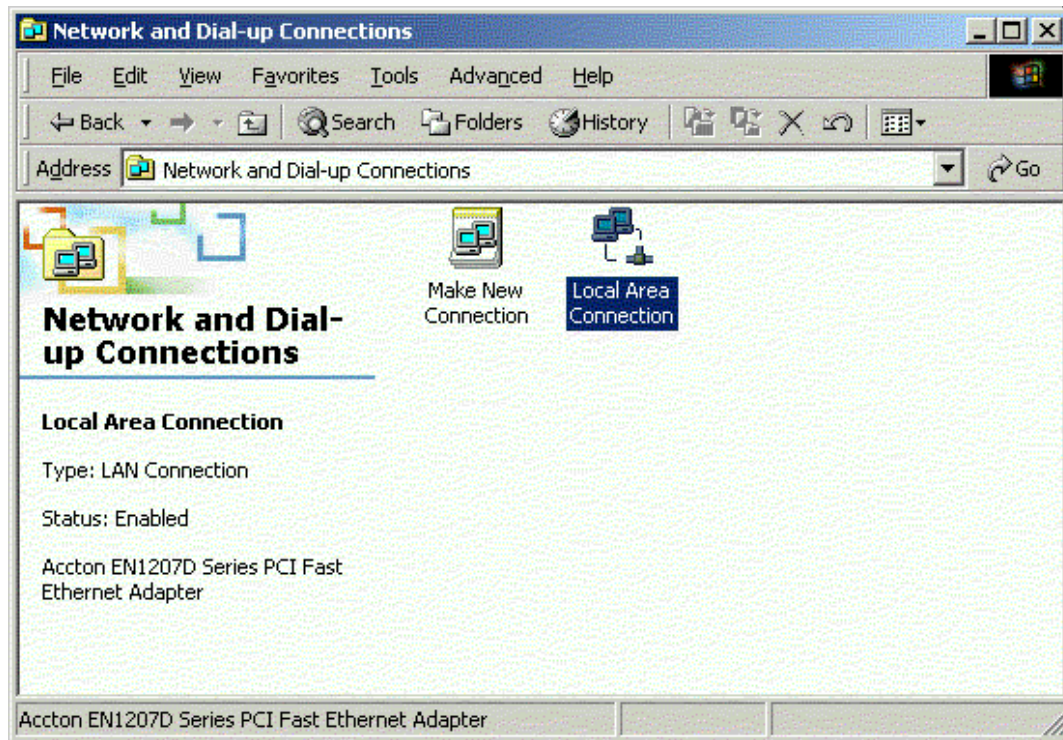 Network and Dial-up Connections
File Edit View Favorites Tools Advanced Help
Back Search Folders History
Address Network and Dial-up Connections Go
Make New
Connection
Local Area
Connection
Network and Dial-
up Connections
Local Area Connection
Type: LAN Connection
Status: Enabled
Accton EN1207D Series PCI Fast
Ethernet Adapter
Accton EN1207D Series PCI Fast Ethernet Adapter